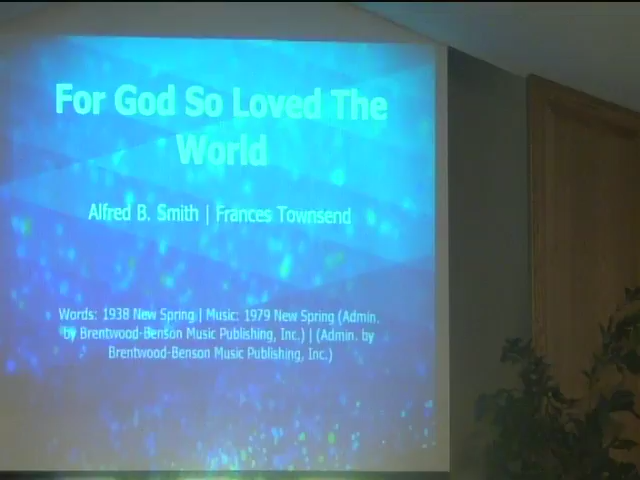 For God So Loved The
World
Alfred B. Smith | Frances Townsend
Words: 1938 New Spring | Music: 1979 New Spring (Admin.
by Brentwood-Benson Music Publishing, Inc.) | (Admin. by
Brentwood-Benson Music Publishing, Inc.)